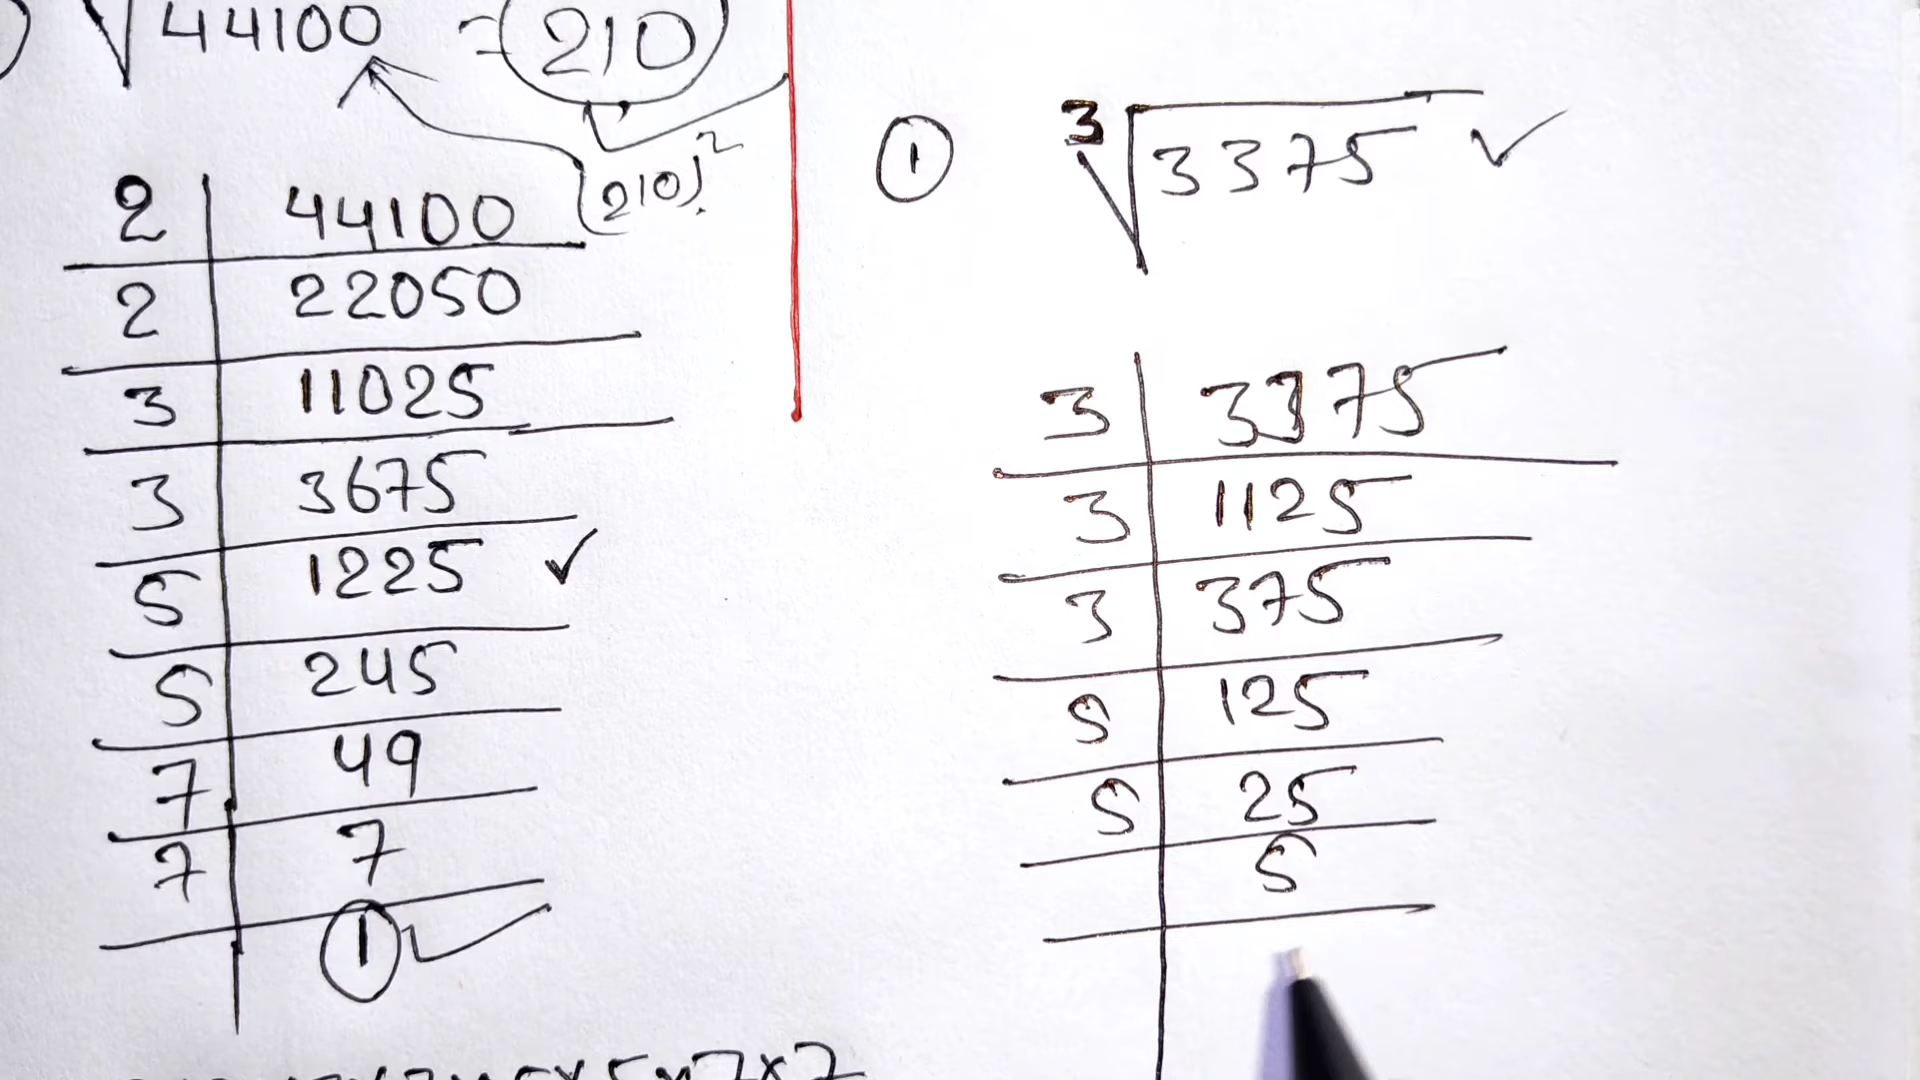 √44100 = 210
(210)²
2 | 44100
2 | 22050
3 | 11025
3 | 3675
5 | 1225 ✓
5 | 245
7 | 49
7 | 7
1
① ³√3375 ✓
3 | 3375
3 | 1125
3 | 375
5 | 125
5 | 25
5